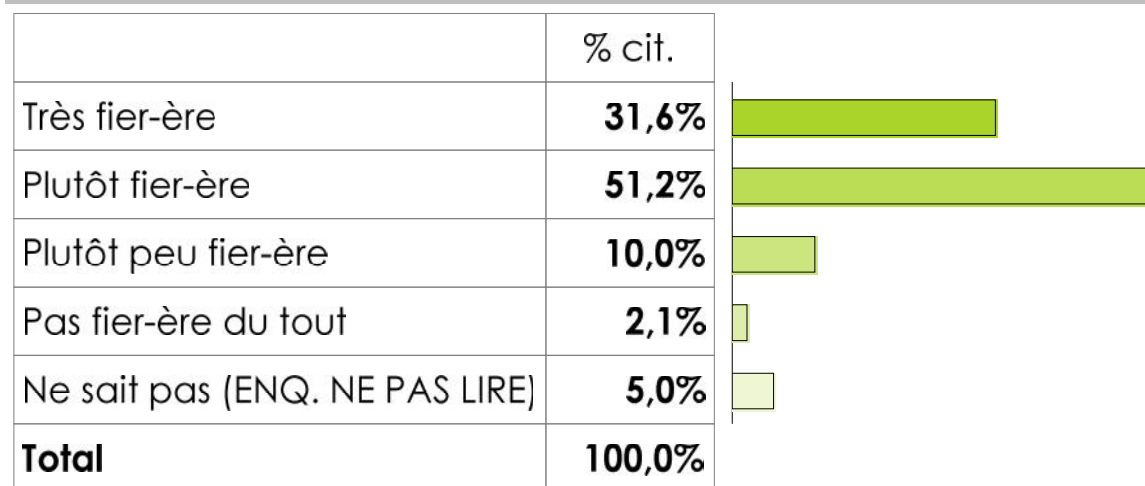 % cit.
Très fier-ère 31,6%
Plutôt fier-ère 51,2%
Plutôt peu fier-ère 10,0%
Pas fier-ère du tout 2,1%
Ne sait pas (ENQ. NE PAS LIRE) 5,0%
Total 100,0%